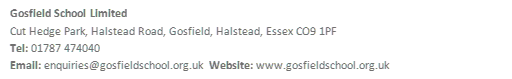 Gosfield School Limited
Cut Hedge Park, Halstead Road, Gosfield, Halstead, Essex CO9 1PF
Tel: 01787 474040
Email: enquiries@gosfieldschool.org.uk Website: www.gosfieldschool.org.uk